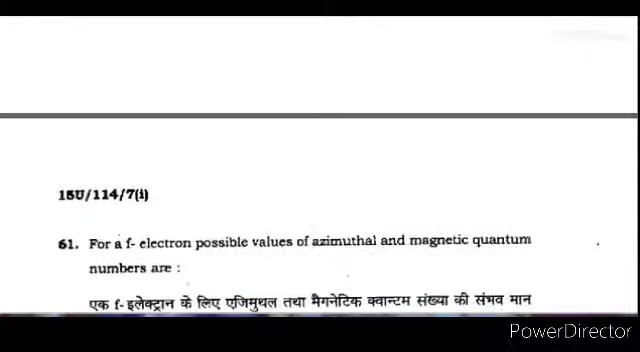 15U/114/7(i)
61. For a f- electron possible values of azimuthal and magnetic quantum
numbers are :
एक f- इलेक्ट्रान के लिए एजिमुथल तथा मैगनेटिक क्वान्टम संख्या की संभव मान
PowerDirector